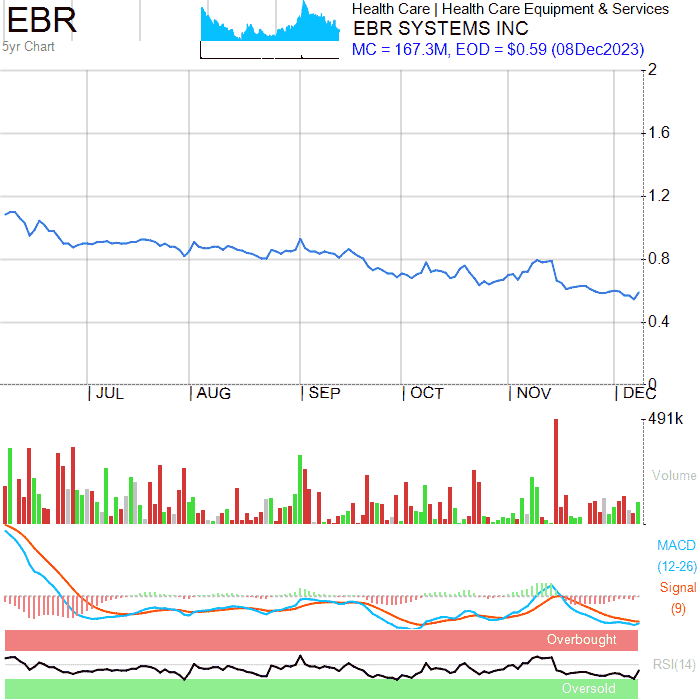 EBR
5yr Chart
Health Care | Health Care Equipment & Services
EBR SYSTEMS INC
MC = 167.3M, EOD = $0.59 (08Dec2023)
2
1.6
1.2
0.8
0.4
0
JUL AUG SEP OCT NOV DEC
491k
Volume
MACD
(12-26)
Signal
(9)
Overbought
RSI(14)
Oversold